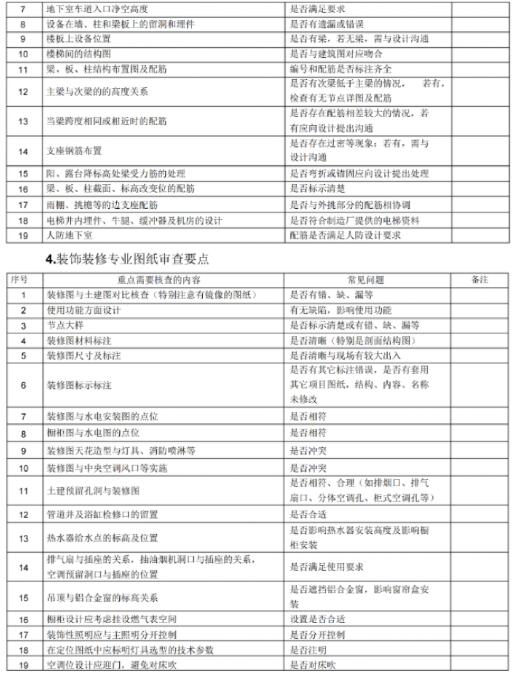 7 地下室车道入口净空高度 是否满足要求
8 设备在墙、柱和梁板上的留洞和埋件 是否有遗漏或错误
9 楼板上设备位置 是否有梁，若无梁，需与设计沟通
10 楼梯间的结构图 是否与建筑图对应吻合
11 梁、板、柱结构布置图及配筋 编号和配筋是否标注齐全
12 主梁与次梁的的高度关系 是否有次梁低于主梁的情况， 若有，
检查有无节点详图及配筋
13 当梁跨度相同或相近时的配筋 是否存在配筋相差较大的情况，若
有应向设计提出沟通
14 支座钢筋布置 是否存在过密等现象；若有，需与
设计沟通
15 阳、露台降标高处梁受力筋的处理 是否弯折或锚固应向设计提出处理
16 梁、板、柱截面、标高改变位的配筋 是否标示清楚
17 雨棚、挑檐等的边支座配筋 是否与外挑部分的配筋相协调
18 电梯井内埋件、牛腿、缓冲器及机房的设计 是否符合制造厂提供的电梯资料
19 人防地下室 配筋是否满足人防设计要求
4.装饰装修专业图纸审查要点
序号 重点需要核查的内容 常见问题 备注
1 装修图与土建图对比核查（特别注意有镜像的图纸） 是否有错、缺、漏等
2 使用功能方面设计 有无缺陷，影响使用功能
3 节点大样 是否标示清楚或有错、缺、漏等
4 装修图材料标注 是否清晰（特别是剖面结构图）
5 装修图尺寸及标注 是否清晰与现场有较大出入
6 装修图标示标注 是否有其它标注错误，是否有套用
其它项目图纸，结构、内容、名称
未修改
7 装修图与水电安装图的点位 是否相符
8 橱柜图与水电图的点位 是否相符
9 装修图天花造型与灯具、消防喷淋等 是否冲突
10 装修图与中央空调风口等实施 是否冲突
11 土建预留孔洞与装修图 是否相符、合理（如排烟口、排气
扇口、分体空调孔、柜式空调孔等）
12 管道井及浴缸检修口的留置 是否合适
13 热水器给水点的标高及位置 是否影响热水器安装高度及影响橱
柜安装
14 排气扇与插座的关系，抽油烟机洞口与插座的关系，
空调预留洞口与插座的位置 是否满足使用要求
15 吊顶与铝合金窗的标高关系 是否遮挡铝合金窗，影响窗帘盒安
装
16 橱柜设计应考虑挂设燃气表空间 设置是否合适
17 装饰性照明应与主照明分开控制 是否分开控制
18 在定位图纸中应标明灯具选型的技术参数 是否注明
19 空调位设计应迎门，避免对床吹 是否对床吹